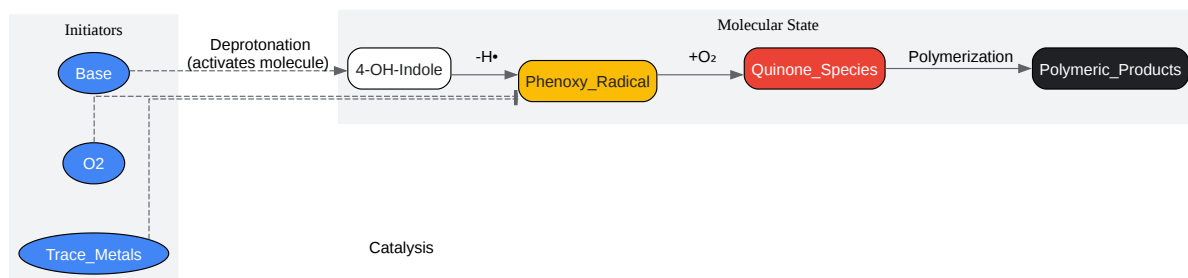 Initiators
Molecular State
Base
Deprotonation
(activates molecule)
4-OH-Indole
-H•
Phenoxy_Radical
+O₂
Quinone_Species
Polymerization
Polymeric_Products
O2
Trace_Metals
Catalysis